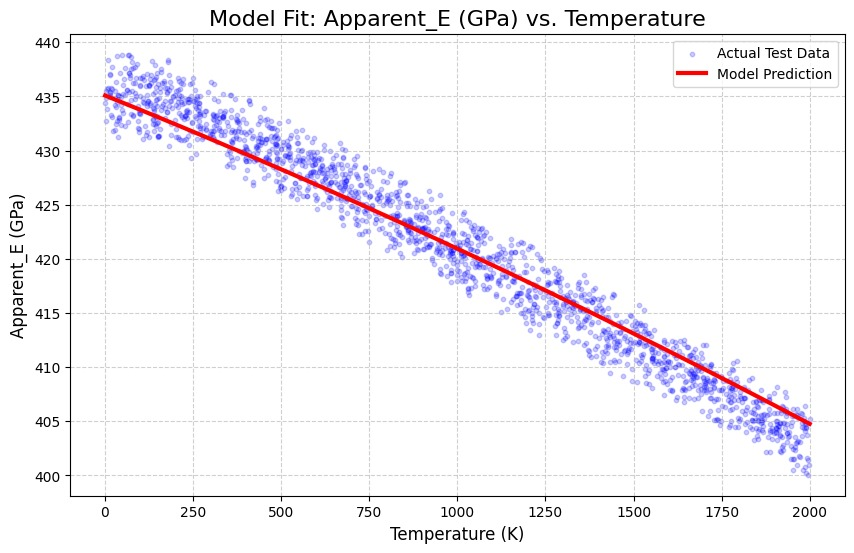 Model Fit: Apparent_E (GPa) vs. Temperature
Actual Test Data
Model Prediction
Apparent_E (GPa)
440
435
430
425
420
415
410
405
400
0 250 500 750 1000 1250 1500 1750 2000
Temperature (K)